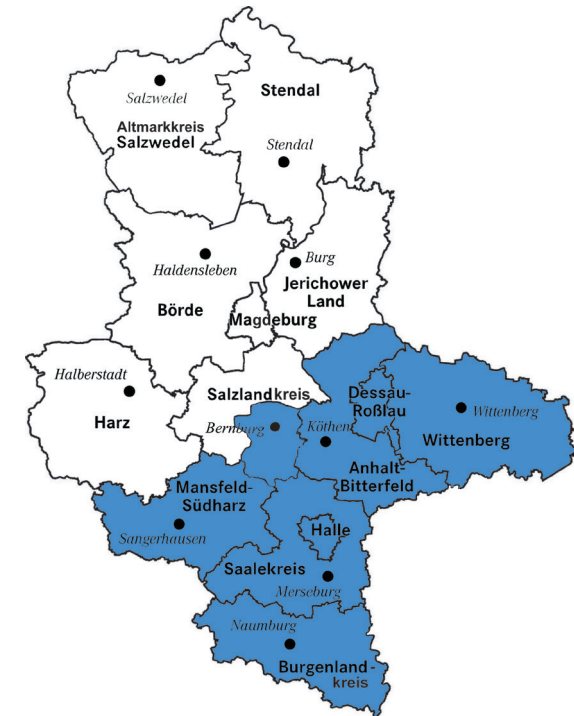 Salzwedel
Altmarkkreis
Salzwedel
Stendal
Stendal
Haldensleben
Börde
Burg
Jerichower
Land
Magdeburg
Halberstadt
Harz
Salzlandkreis
Bernburg
Köthen
Dessau-
Roßlau
Wittenberg
Wittenberg
Anhalt-
Bitterfeld
Mansfeld-
Südharz
Sangerhausen
Halle
Saalekreis
Merseburg
Naumburg
Burgenland-
kreis